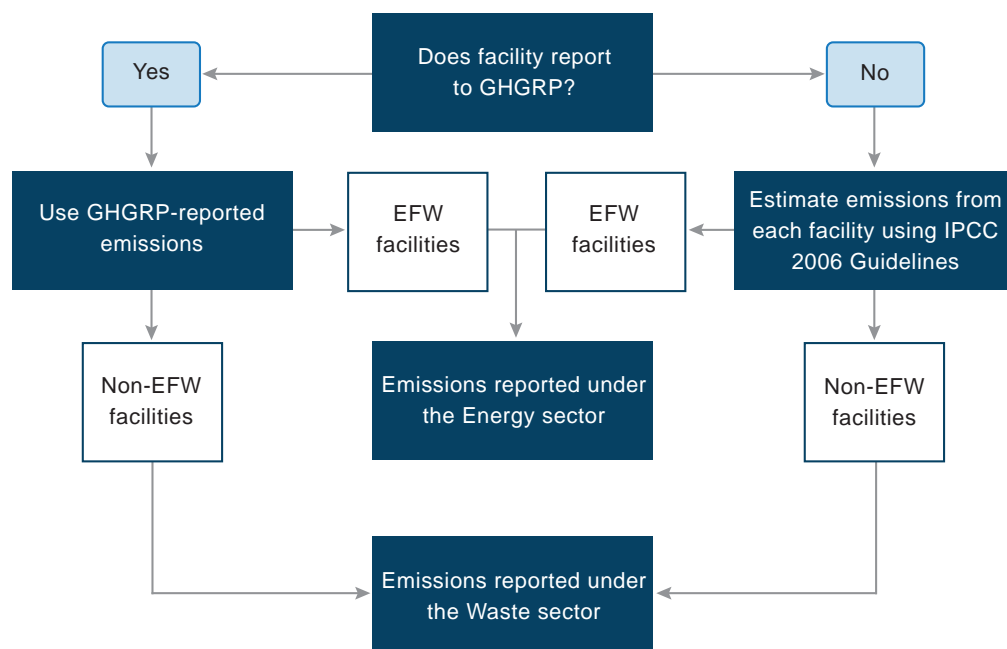 Does facility report
to GHGRP?
Yes
No
Use GHGRP-reported
emissions
EFW
facilities
EFW
facilities
Estimate emissions from
each facility using IPCC
2006 Guidelines
Non-EFW
facilities
Emissions reported under
the Energy sector
Non-EFW
facilities
Emissions reported under
the Waste sector